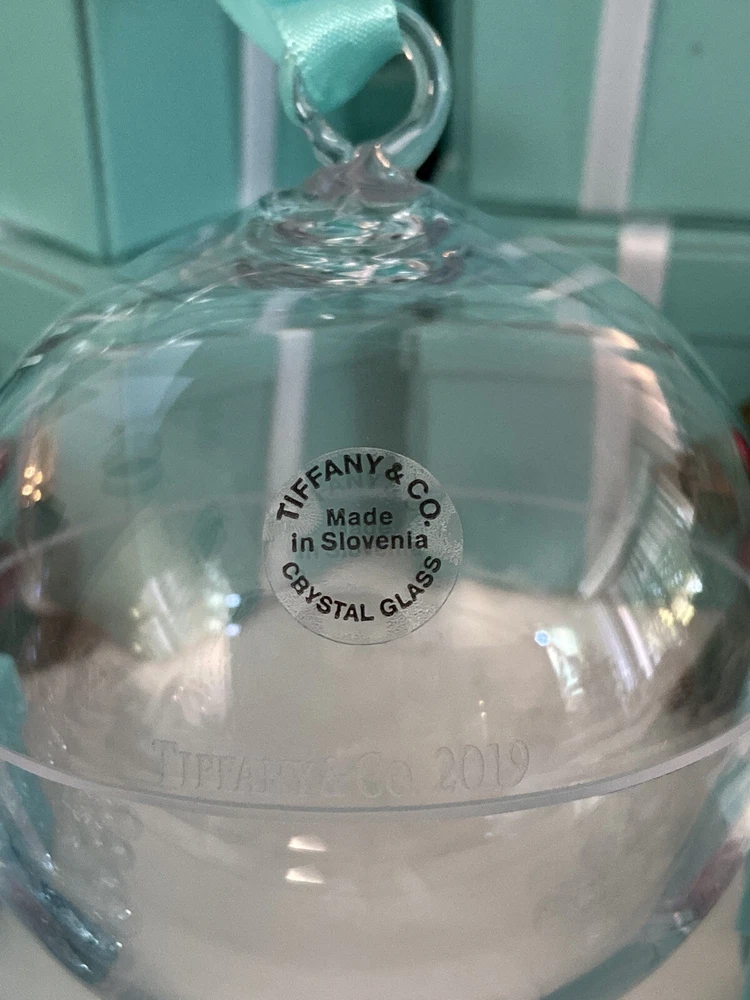 TIFFANY & CO.
Made
in Slovenia
CRYSTAL GLASS
TIFFANY & CO. 2019